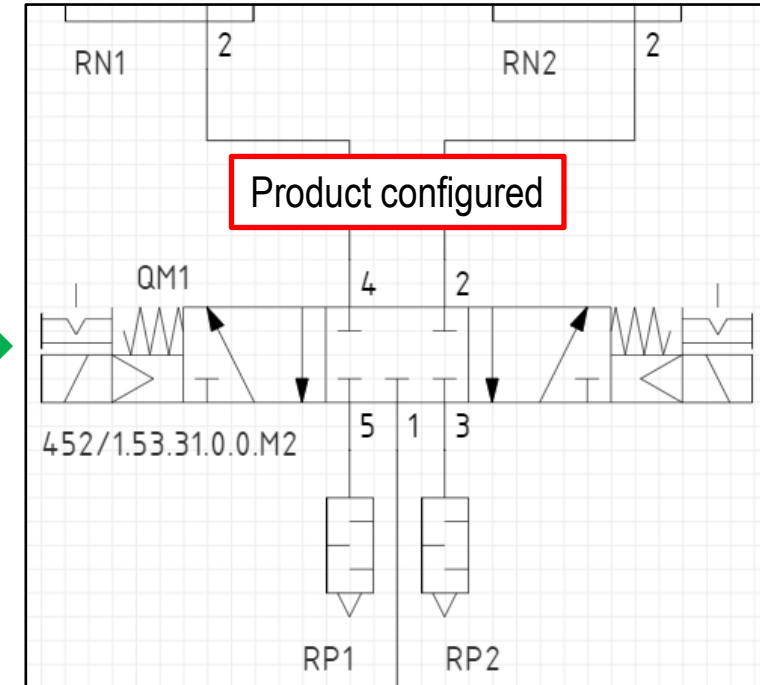 RN1 2 RN2 2
Product configured
QM1 4 2
5 1 3
452/1.53.31.0.0.M2
RP1 RP2